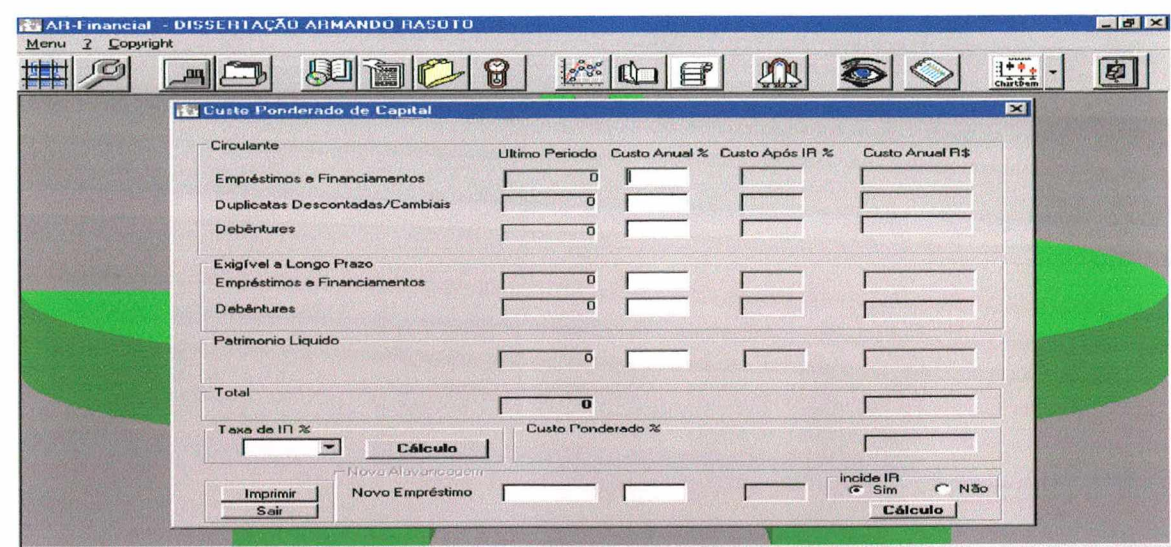 AR-Financial - DISSERTAÇÃO ARMANDO RASOTO
Menu ? Copyright
ChartDem
Custo Ponderado de Capital
Circulante
Ultimo Periodo Custo Anual % Custo Após IR % Custo Anual R$
Empréstimos e Financiamentos 0
Duplicatas Descontadas/Cambiais 0
Debêntures 0
Exigível a Longo Prazo
Empréstimos e Financiamentos 0
Debêntures 0
Patrimonio Liquido
0
Total
0
Taxa de IR % Custo Ponderado %
Cálculo
Nova Alavancagem
Novo Empréstimo
incide IR
Sim Não
Imprimir
Sair
Cálculo